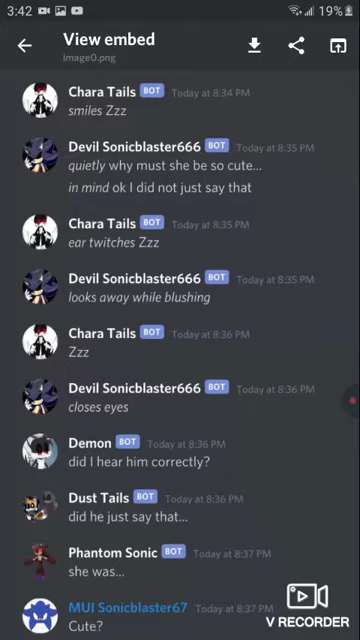 3:42 19%
View embed
image0.png
Chara Tails BOT Today at 8:34 PM
smiles Zzz
Devil Sonicblaster666 BOT Today at 8:35 PM
quietly why must she be so cute...
in mind ok I did not just say that
Chara Tails BOT Today at 8:35 PM
ear twitches Zzz
Devil Sonicblaster666 BOT Today at 8:35 PM
looks away while blushing
Chara Tails BOT Today at 8:36 PM
Zzz
Devil Sonicblaster666 BOT Today at 8:36 PM
closes eyes
Demon BOT Today at 8:36 PM
did I hear him correctly?
Dust Tails BOT Today at 8:36 PM
did he just say that...
Phantom Sonic BOT Today at 8:37 PM
she was...
MUI Sonicblaster67 Today at 8:37 PM
Cute?
V RECORDER